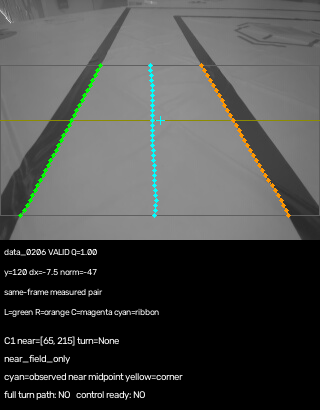 data_0206 VALID Q=1.00
y=120 dx=-7.5 norm=-47
same-frame measured pair
L=green R=orange C=magenta cyan=ribbon
C1 near=[65, 215] turn=None
near_field_only
cyan=observed near midpoint yellow=corner
full turn path: NO control ready: NO